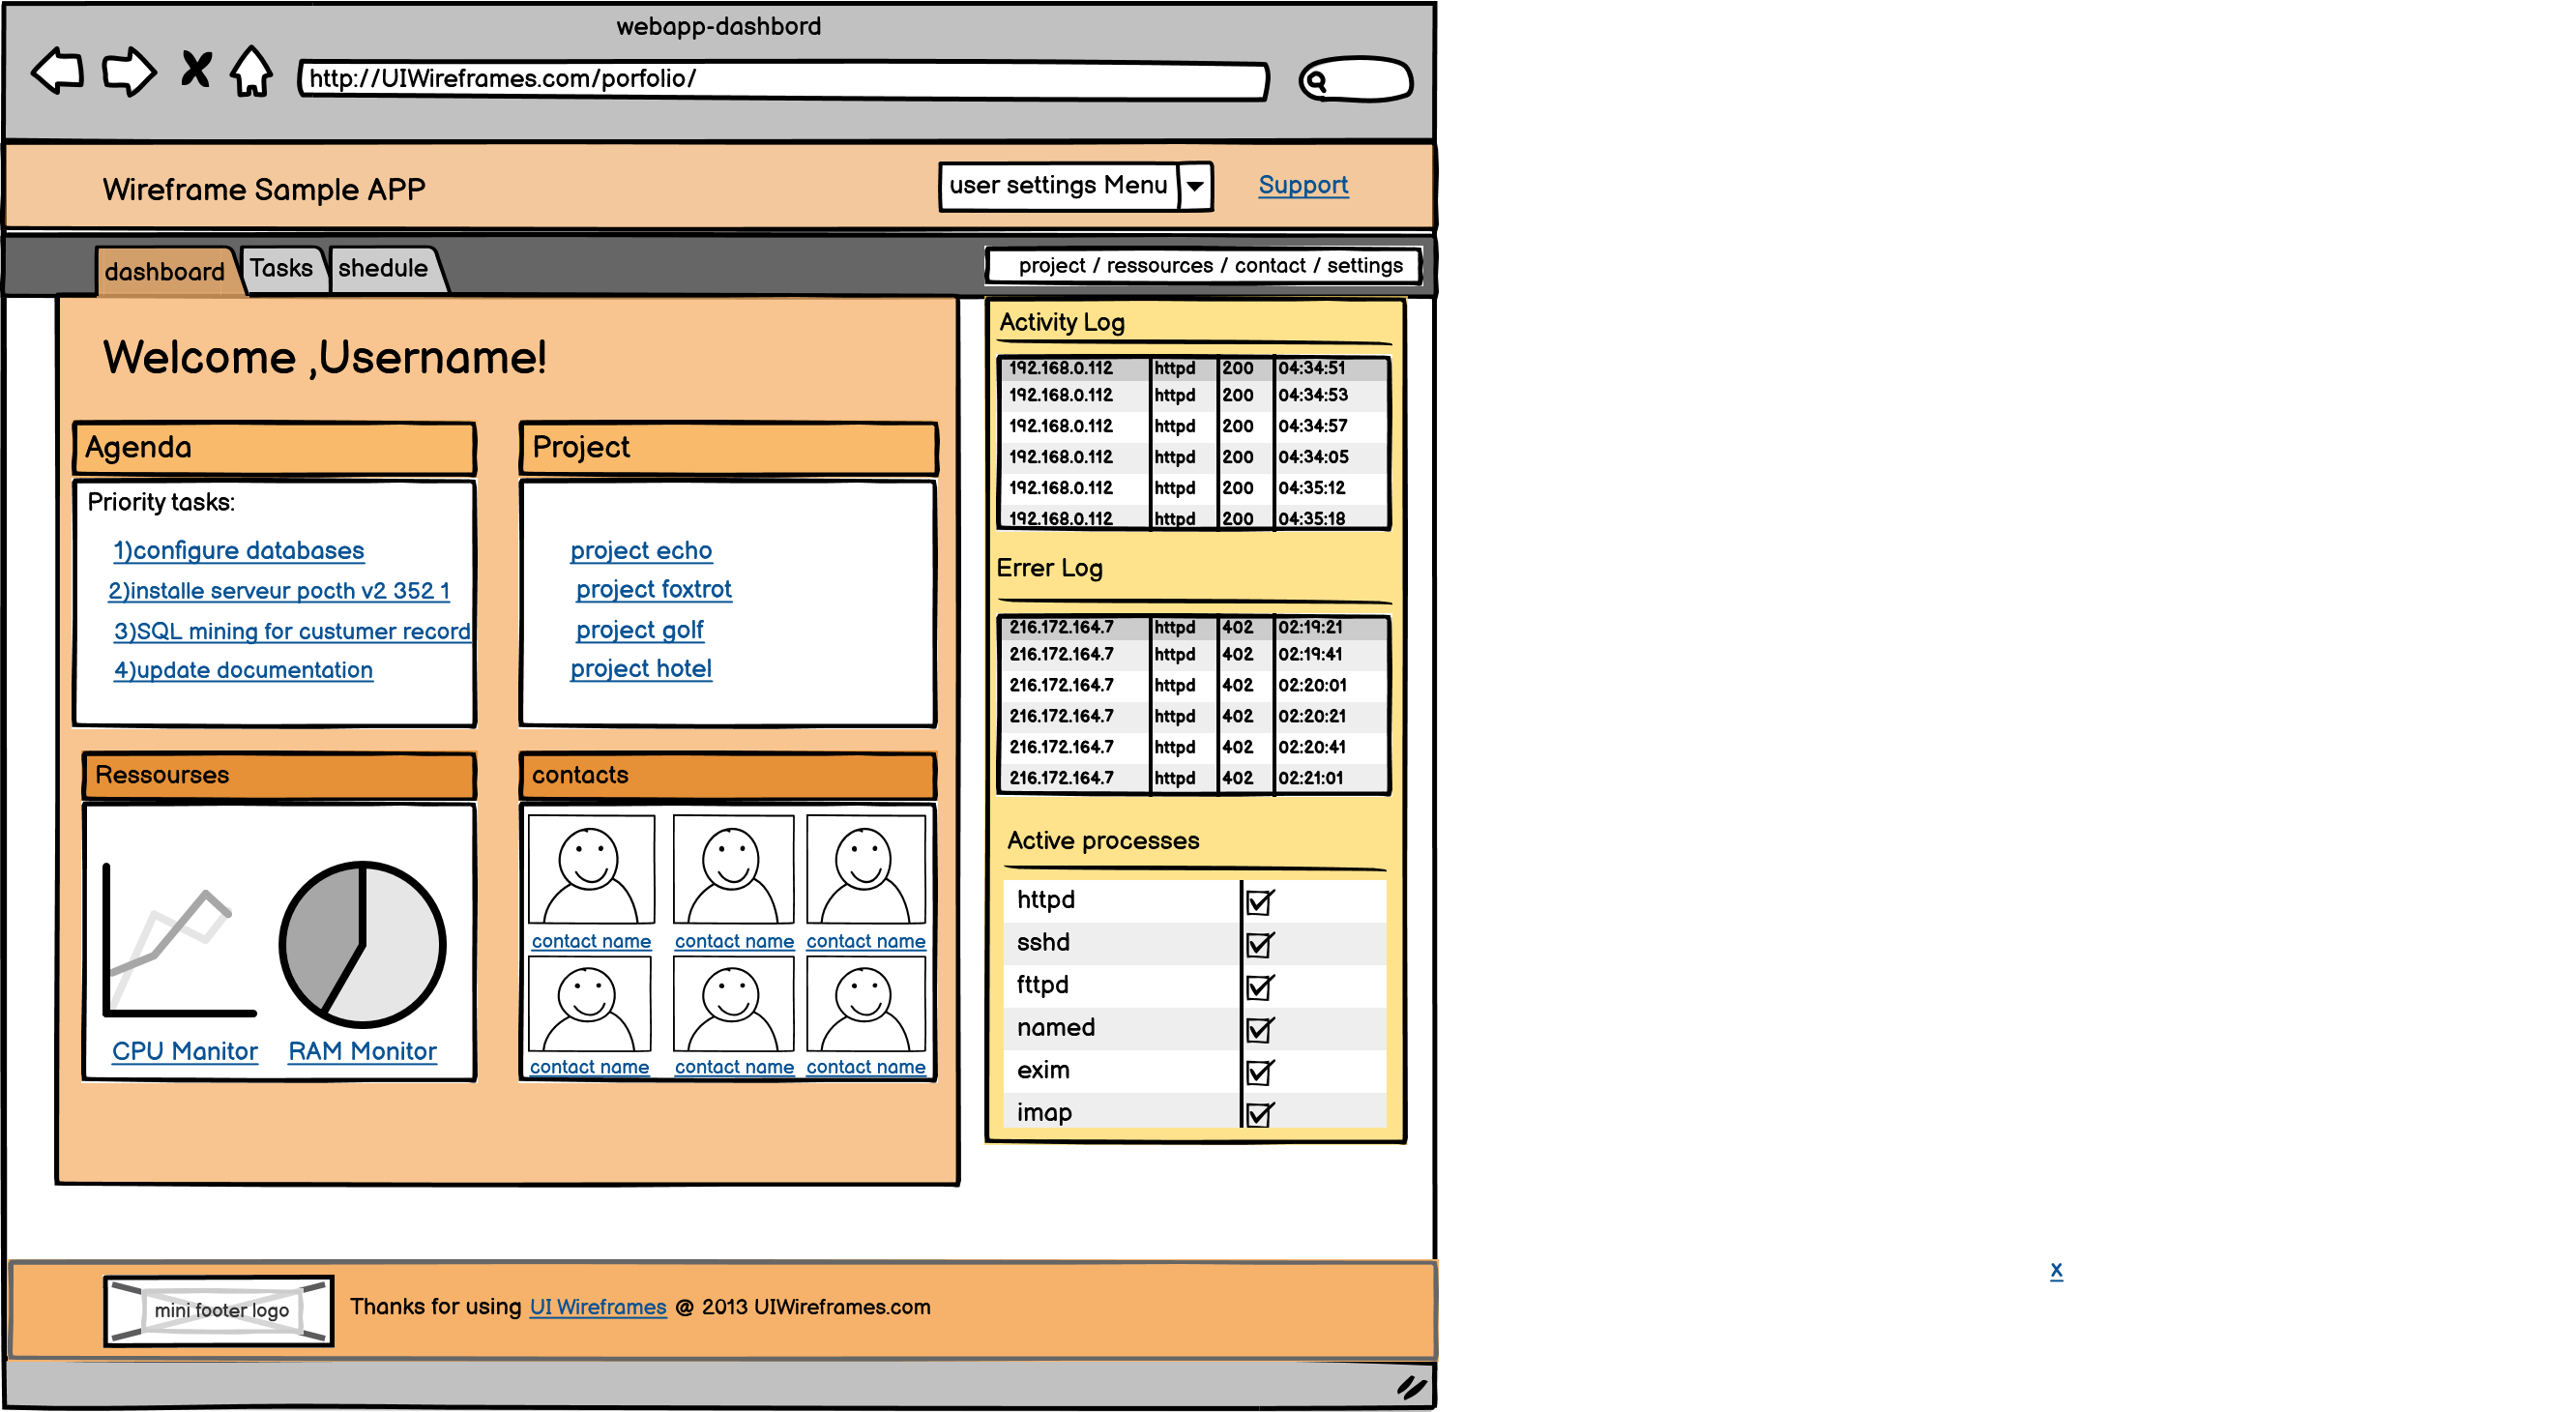 webapp-dashbord
http://UIWireframes.com/porfolio/
Wireframe Sample APP
user settings Menu
Support
dashboard
Tasks
shedule
project / ressources / contact / settings
Welcome ,Username!
Agenda
Priority tasks:
1)configure databases
2)installe serveur pocth v2 352 1
3)SQL mining for custumer record
4)update documentation
Project
project echo
project foxtrot
project golf
project hotel
Ressourses
CPU Manitor
RAM Monitor
contacts
contact name contact name contact name
contact name contact name contact name
Activity Log
192.168.0.112 httpd 200 04:34:51
192.168.0.112 httpd 200 04:34:53
192.168.0.112 httpd 200 04:34:57
192.168.0.112 httpd 200 04:34:05
192.168.0.112 httpd 200 04:35:12
192.168.0.112 httpd 200 04:35:18
Errer Log
216.172.164.7 httpd 402 02:19:21
216.172.164.7 httpd 402 02:19:41
216.172.164.7 httpd 402 02:20:01
216.172.164.7 httpd 402 02:20:21
216.172.164.7 httpd 402 02:20:41
216.172.164.7 httpd 402 02:21:01
Active processes
httpd
sshd
fttpd
named
exim
imap
x
mini footer logo
Thanks for using UI Wireframes @ 2013 UIWireframes.com